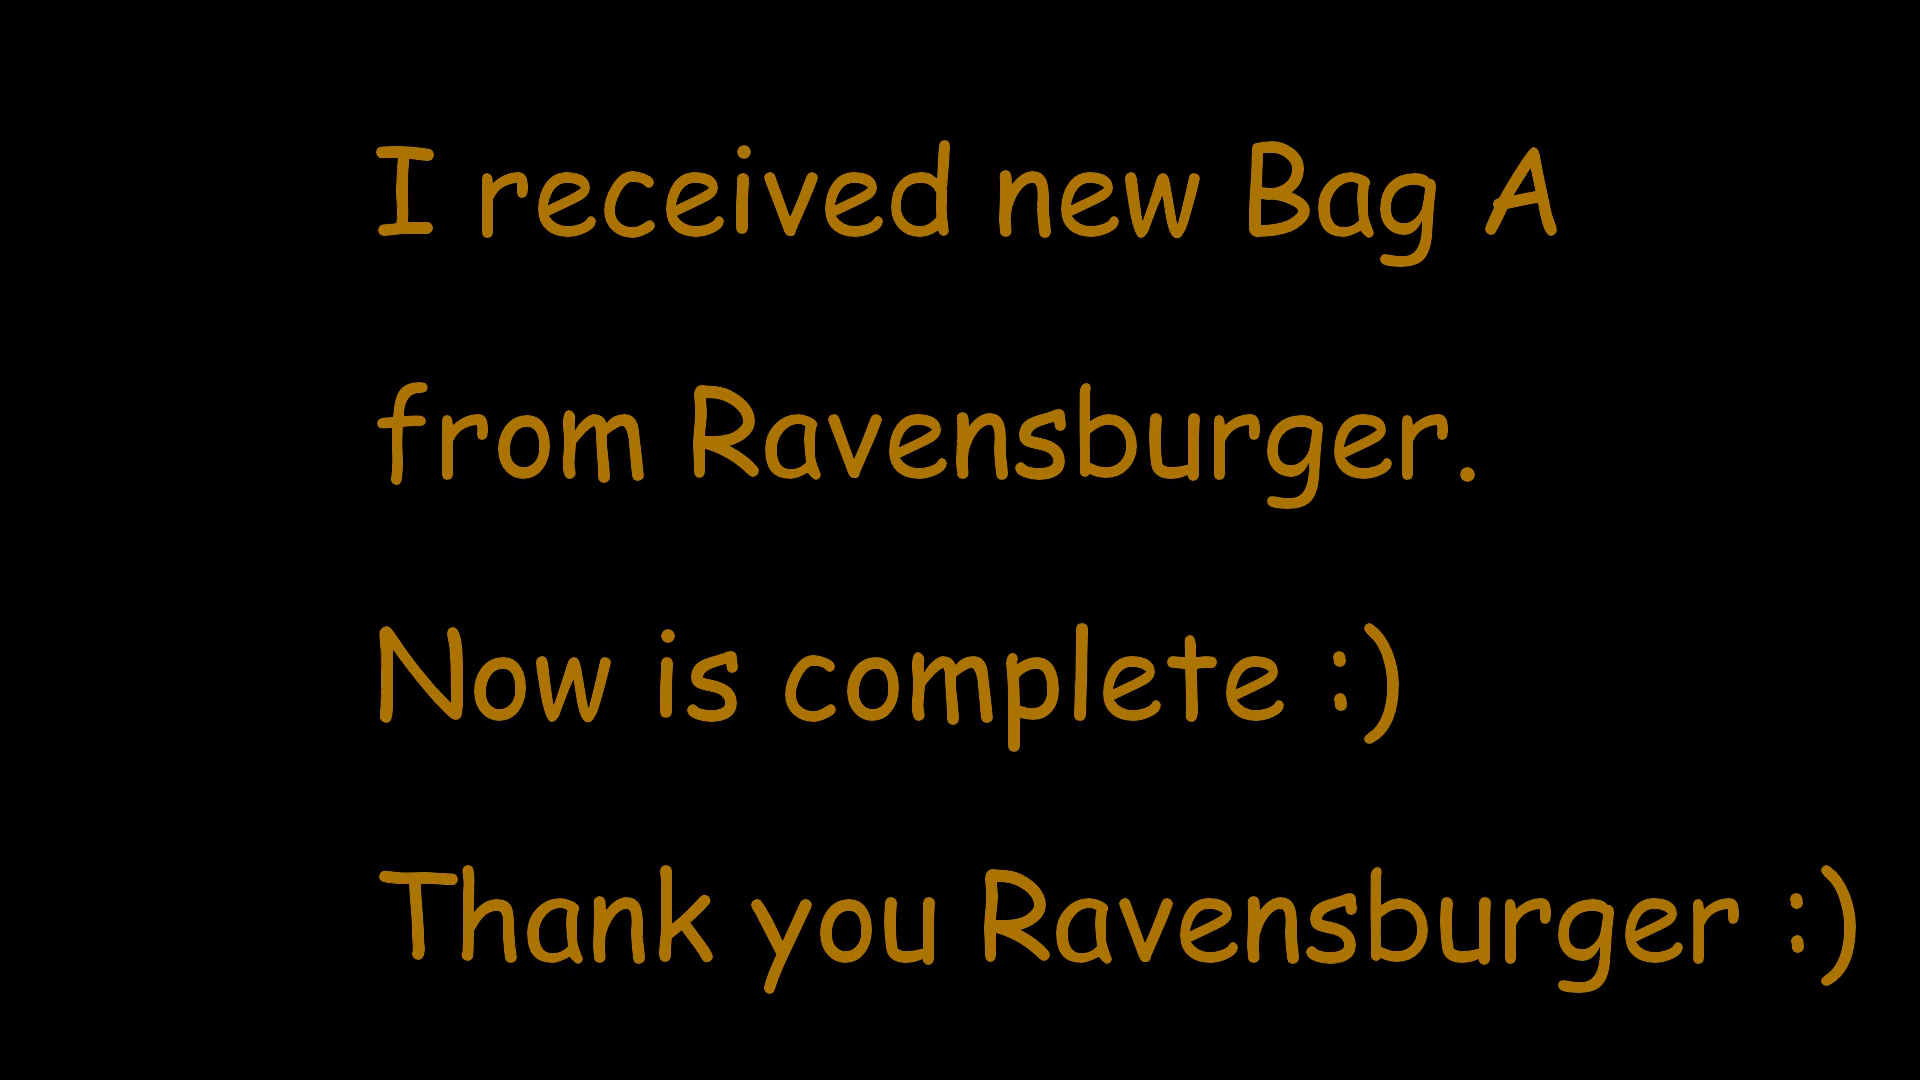 I received new Bag A
from Ravensburger.
Now is complete :)
Thank you Ravensburger :)